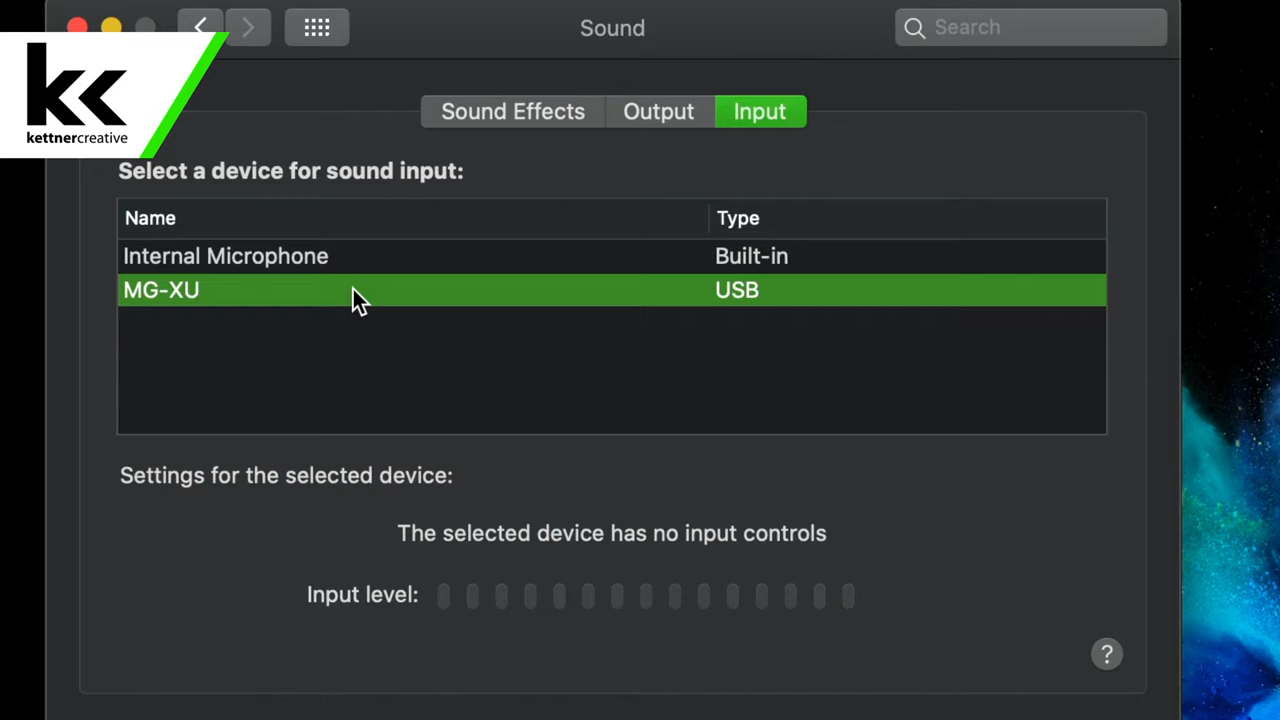 Sound
Search
kettnercreative
Sound Effects Output Input
Select a device for sound input:
Name Type
Internal Microphone Built-in
MG-XU USB
Settings for the selected device:
The selected device has no input controls
Input level:
?